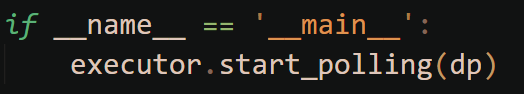 if __name__ == '__main__':
    executor.start_polling(dp)